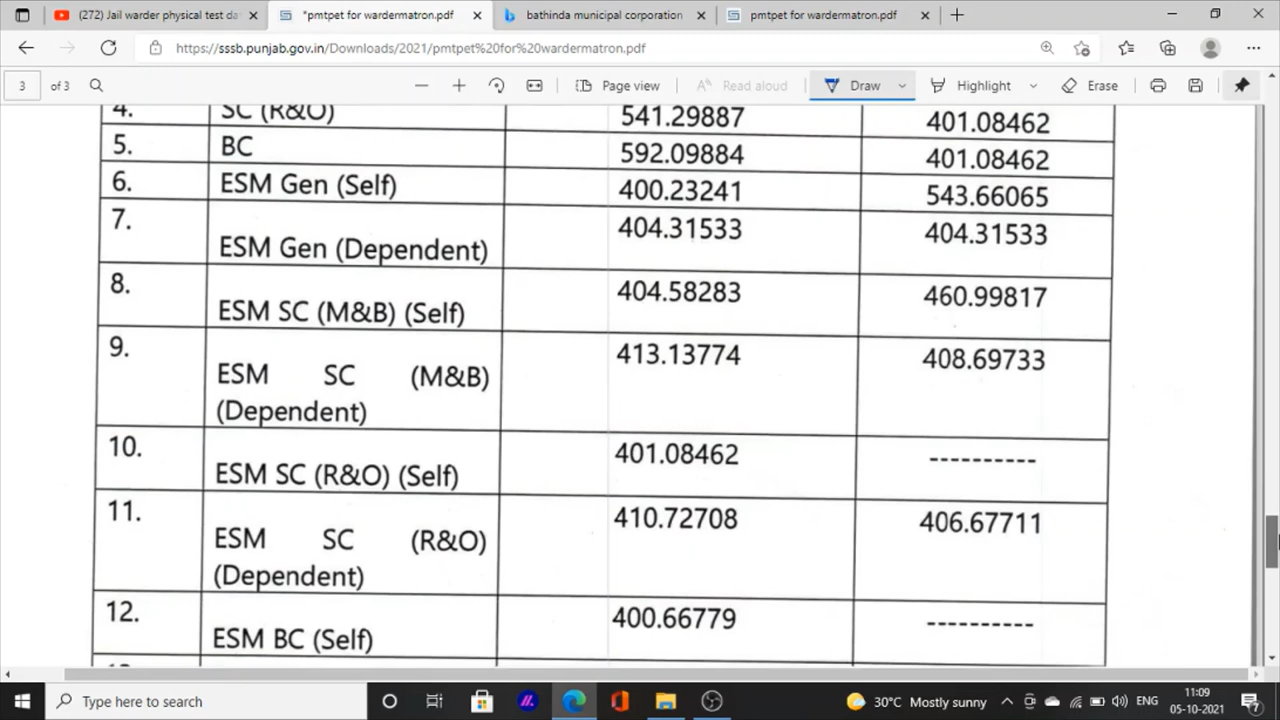 (272) Jail warder physical test da
*pmtpet for wardermatron.pdf
bathinda municipal corporation
pmtpet for wardermatron.pdf
https://sssb.punjab.gov.in/Downloads/2021/pmtpet%20for%20wardermatron.pdf
3 of 3 Page view Read aloud Draw Highlight Erase
4. SC (R&O) 541.29887 401.08462
5. BC 592.09884 401.08462
6. ESM Gen (Self) 400.23241 543.66065
7. ESM Gen (Dependent) 404.31533 404.31533
8. ESM SC (M&B) (Self) 404.58283 460.99817
9. ESM SC (M&B) 413.13774 408.69733
(Dependent)
10. ESM SC (R&O) (Self) 401.08462 ----------
11. ESM SC (R&O) 410.72708 406.67711
(Dependent)
12. ESM BC (Self) 400.66779 ----------
Type here to search
30°C Mostly sunny
ENG
11:09
05-10-2021
7